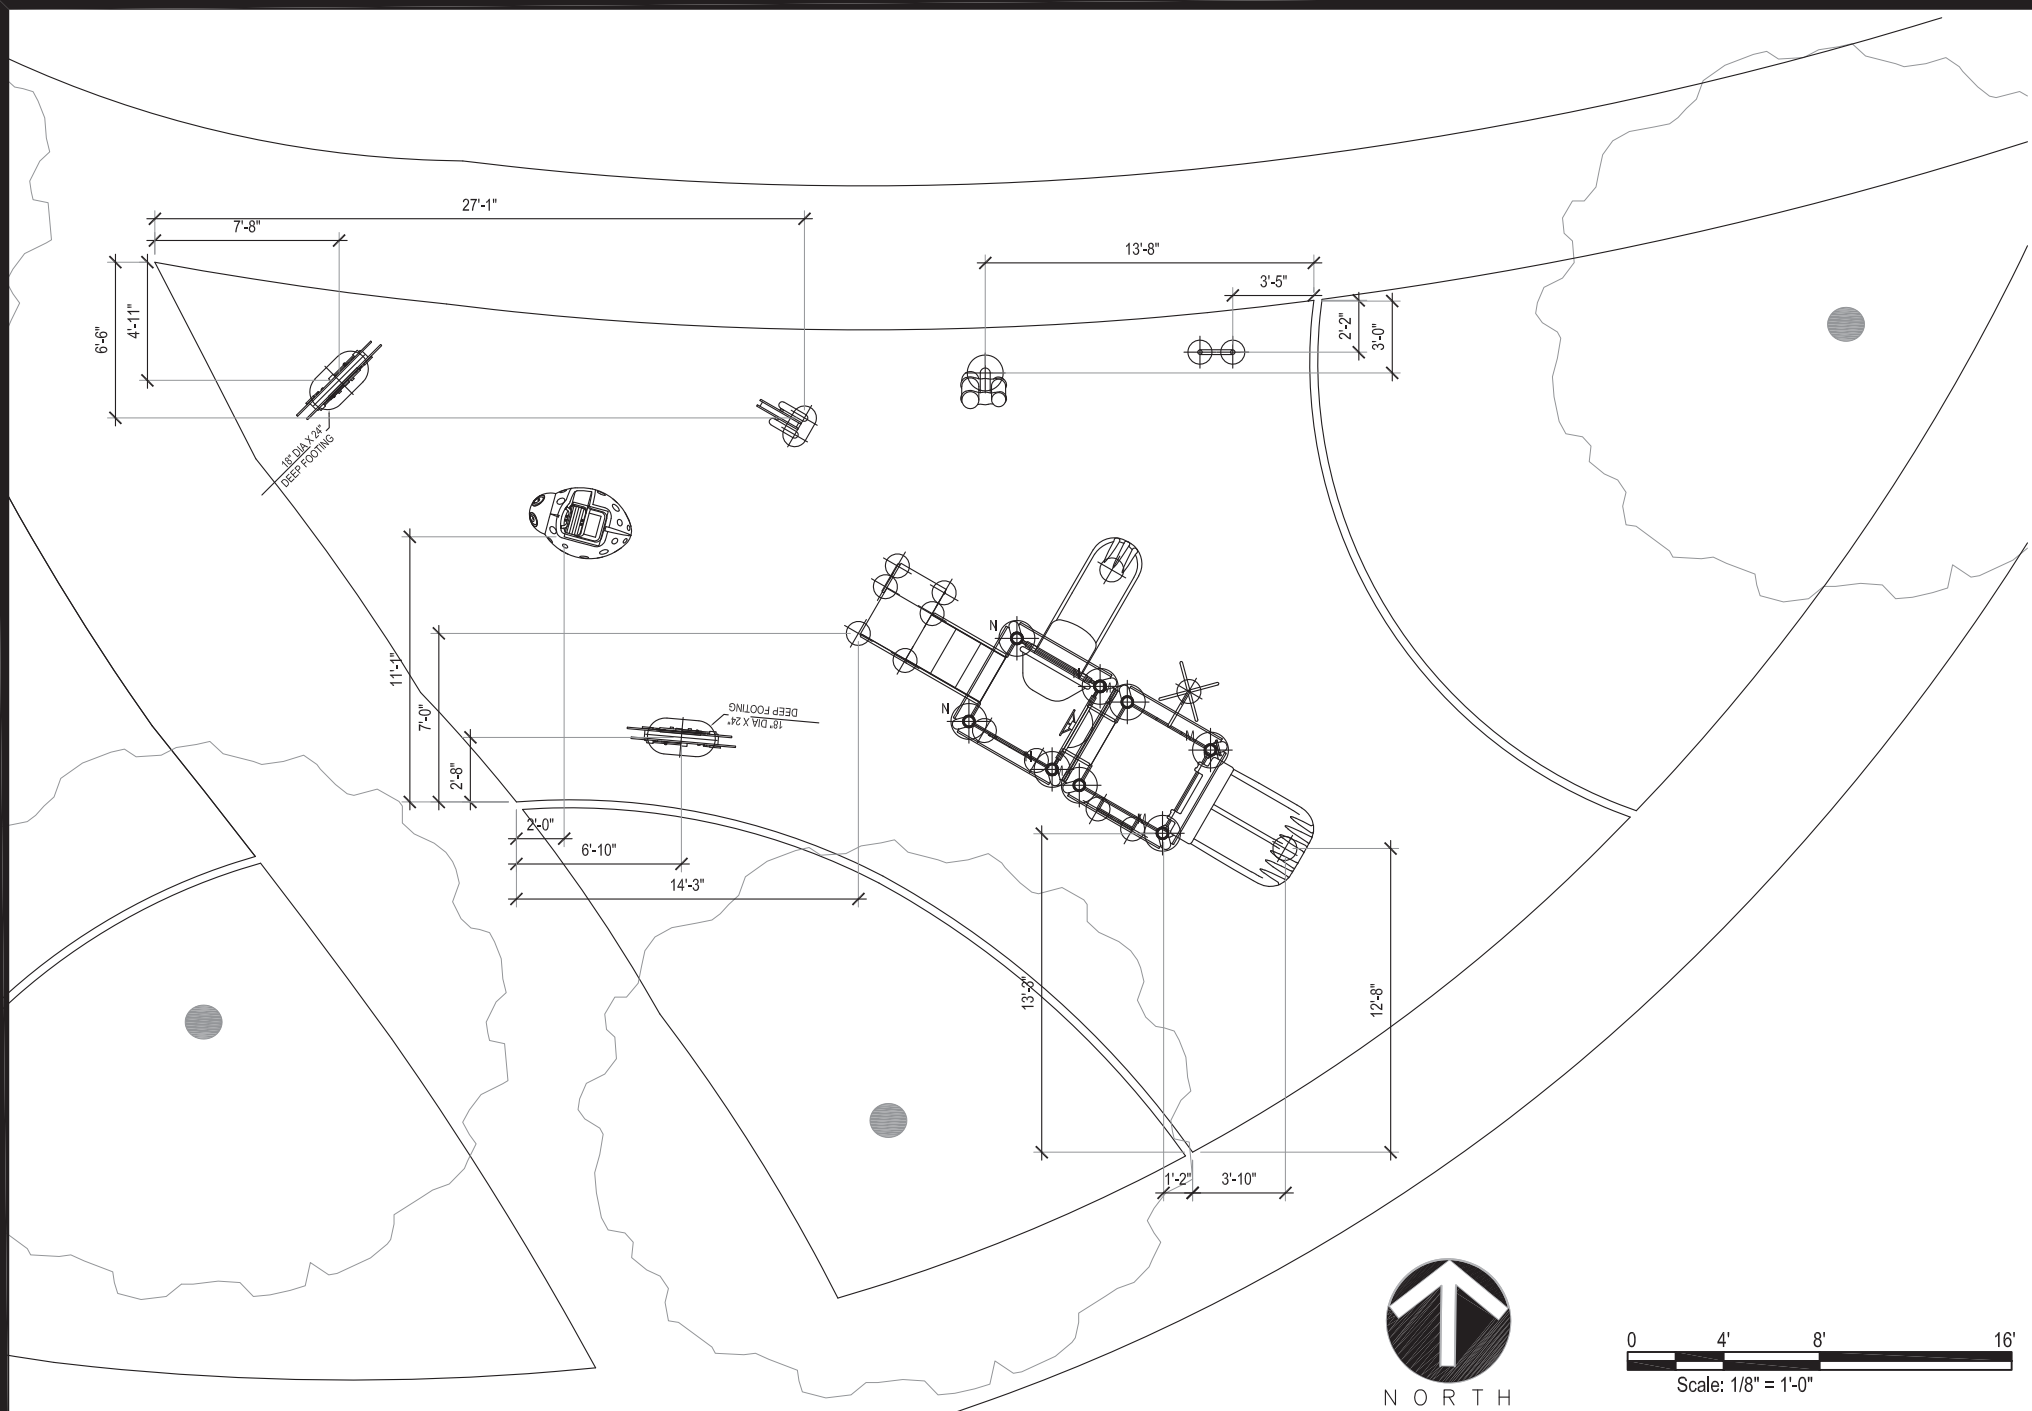 27'-1"
7'-8"
13'-8"
3'-5"
6'-6"
4'-11"
2'-2"
3'-0"
18" DIA X 24"
DEEP FOOTING
N
N
M
M
11'-1"
7'-0"
2'-8"
18" DIA X 24"
DEEP FOOTING
M
2'-0"
6'-10"
14'-3"
13'-3"
12'-8"
1'-2"
3'-10"
NORTH
0 4' 8' 16'
Scale: 1/8" = 1'-0"